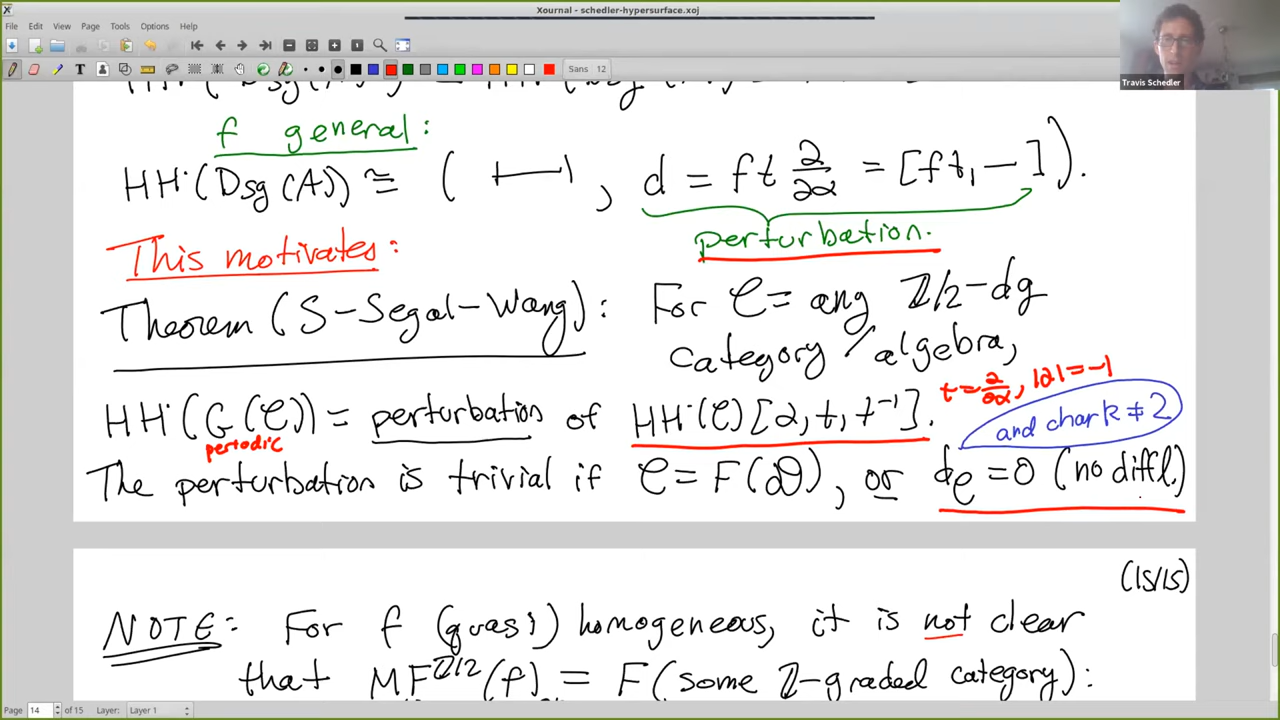 Xournal - schedler-hypersurface.xoj
File Edit View Page Tools Options Help
Sans 12
Travis Schedler
f general:
HH˙(Dsg(A)) ≅ ( ⊢—⊣ , d = ft ∂/∂α = [ft, —]).
perturbation.
This motivates:
Theorem (S-Segal-Wang): For C = any Z/2-dg
category/algebra,
t = ∂/∂α, |α| = -1
HH˙(G(C)) = perturbation of HH˙(C)[α, t, t⁻¹].
and char k ≠ 2
periodic
The perturbation is trivial if C = F(D), or d_C = 0 (no diffl.)
(15/15)
NOTE: For f (quasi) homogeneous, it is not clear
that MF^Z/2(f) = F(some Z-graded category):
Page 14 of 15 Layer: Layer 1